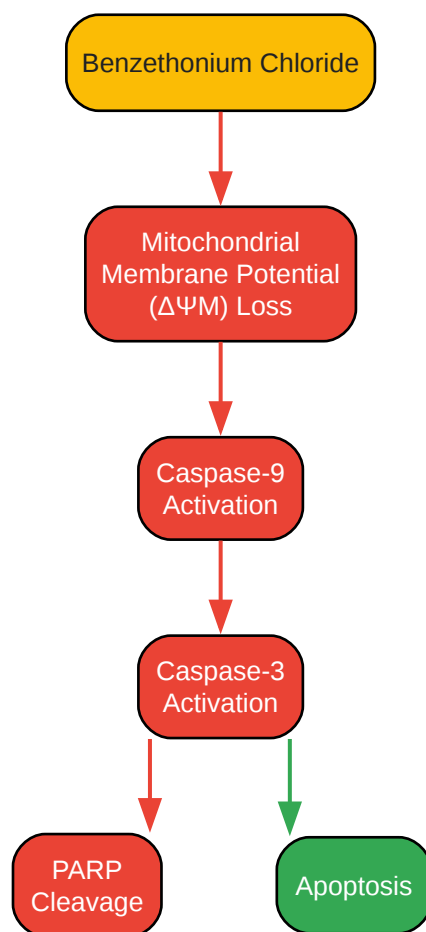 Benzethonium Chloride
Mitochondrial
Membrane Potential
(ΔΨM) Loss
Caspase-9
Activation
Caspase-3
Activation
PARP
Cleavage
Apoptosis